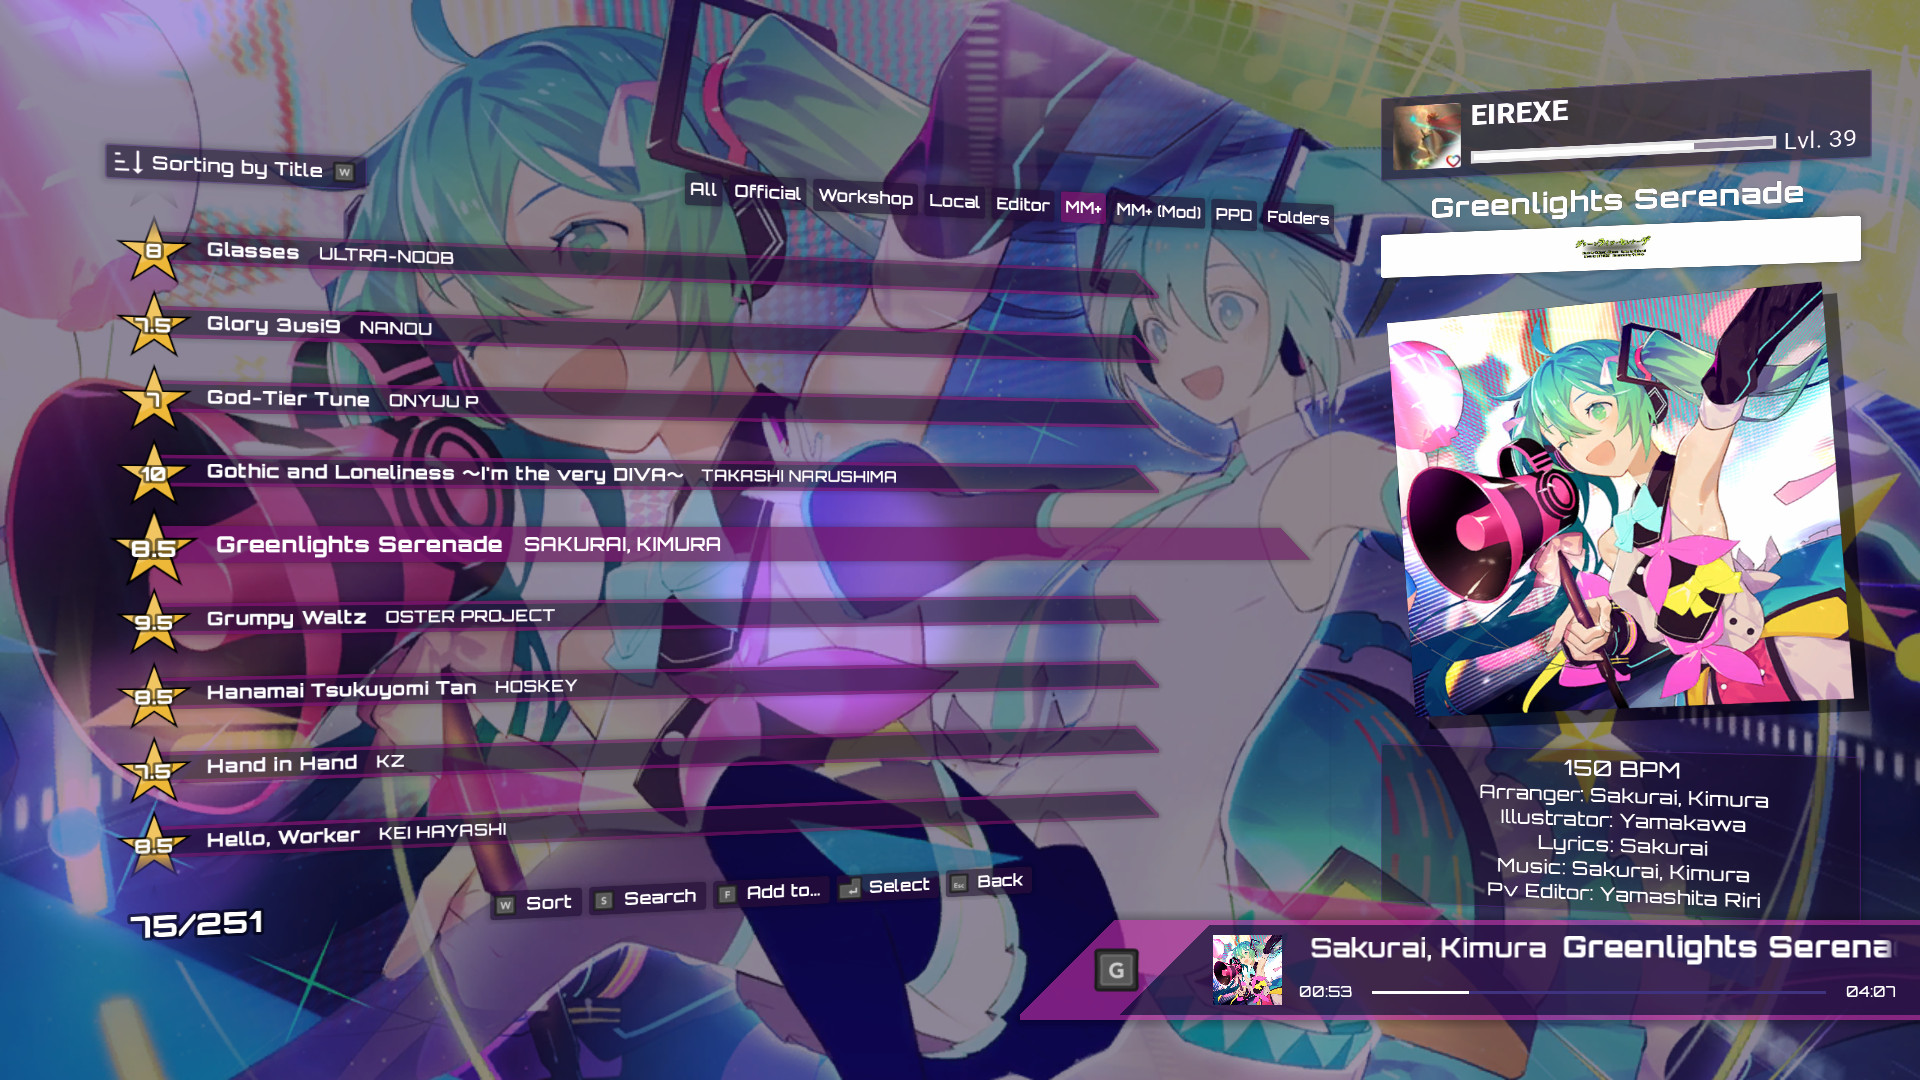 Sorting by Title W
All Official Workshop Local Editor MM+ MM+ (Mod) PPD Folders
8 Glasses ULTRA-NOOB
7.5 Glory 3usi9 NANOU
7 God-Tier Tune ONYUU P
10 Gothic and Loneliness ~I'm the very DIVA~ TAKASHI NARUSHIMA
8.5 Greenlights Serenade SAKURAI, KIMURA
9.5 Grumpy Waltz OSTER PROJECT
8.5 Hanamai Tsukuyomi Tan HOSKEY
7.5 Hand in Hand KZ
8.5 Hello, Worker KEI HAYASHI
75/251
W Sort S Search F Add to... Select Esc Back
EIREXE
Lvl. 39
Greenlights Serenade
150 BPM
Arranger: Sakurai, Kimura
Illustrator: Yamakawa
Lyrics: Sakurai
Music: Sakurai, Kimura
Pv Editor: Yamashita Riri
G
Sakurai, Kimura Greenlights Serena
00:53 04:07